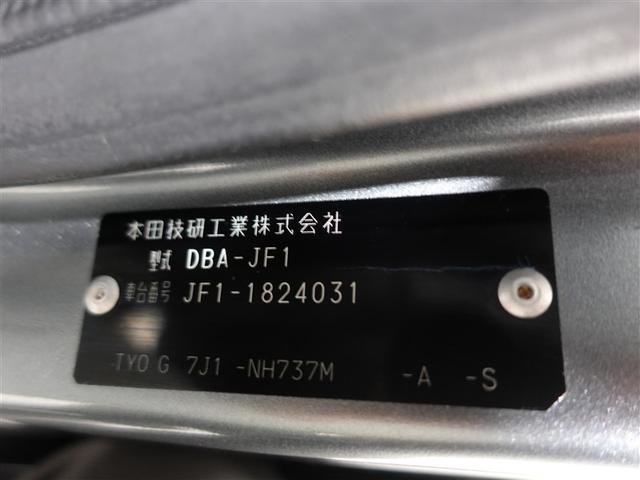 本田技研工業株式会社
型式 DBA-JF1
車台番号 JF1-1824031
TYO G 7J1 -NH737M -A -S